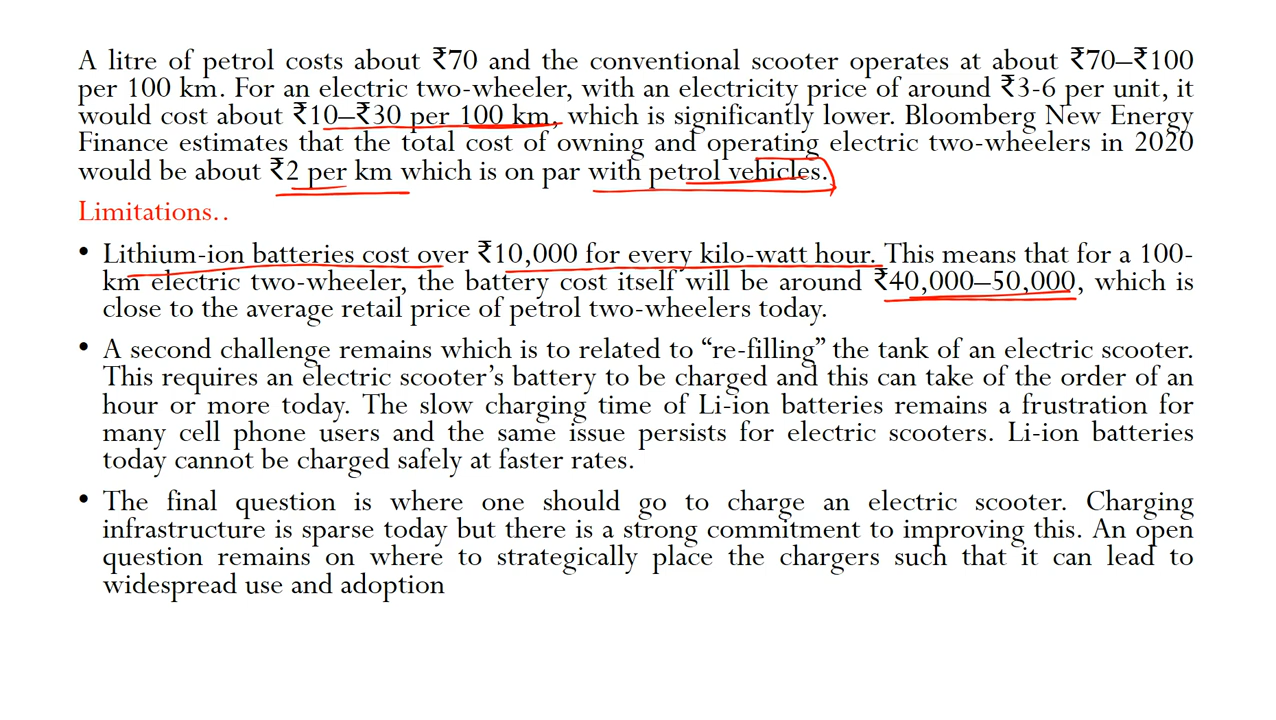 A litre of petrol costs about ₹70 and the conventional scooter operates at about ₹70–₹100
per 100 km. For an electric two-wheeler, with an electricity price of around ₹3-6 per unit, it
would cost about ₹10–₹30 per 100 km, which is significantly lower. Bloomberg New Energy
Finance estimates that the total cost of owning and operating electric two-wheelers in 2020
would be about ₹2 per km which is on par with petrol vehicles.
Limitations..
• Lithium-ion batteries cost over ₹10,000 for every kilo-watt hour. This means that for a 100-
km electric two-wheeler, the battery cost itself will be around ₹40,000–50,000, which is
close to the average retail price of petrol two-wheelers today.
• A second challenge remains which is to related to “re-filling” the tank of an electric scooter.
This requires an electric scooter’s battery to be charged and this can take of the order of an
hour or more today. The slow charging time of Li-ion batteries remains a frustration for
many cell phone users and the same issue persists for electric scooters. Li-ion batteries
today cannot be charged safely at faster rates.
• The final question is where one should go to charge an electric scooter. Charging
infrastructure is sparse today but there is a strong commitment to improving this. An open
question remains on where to strategically place the chargers such that it can lead to
widespread use and adoption